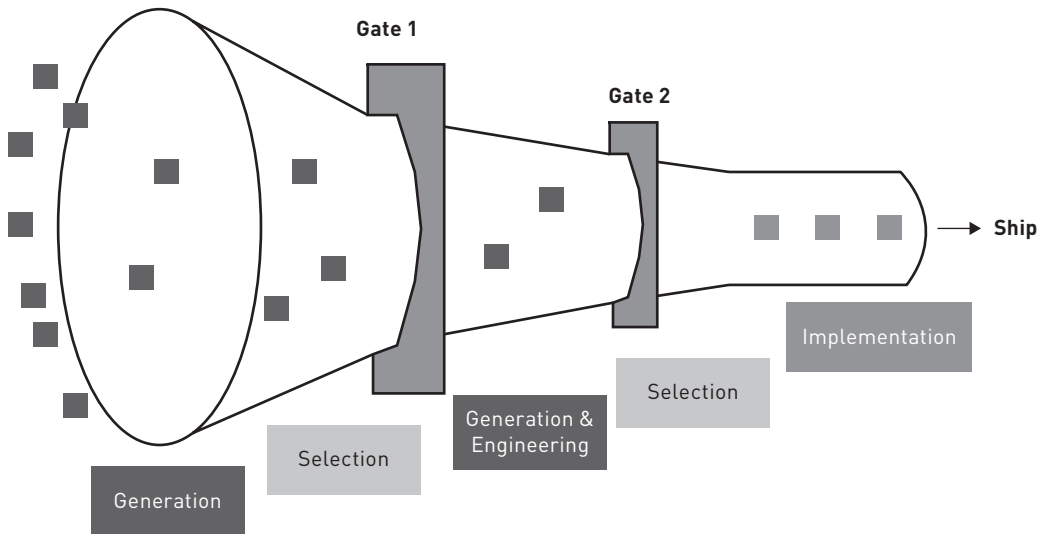 Gate 1
Gate 2
Ship
Implementation
Selection
Generation &
Engineering
Selection
Generation